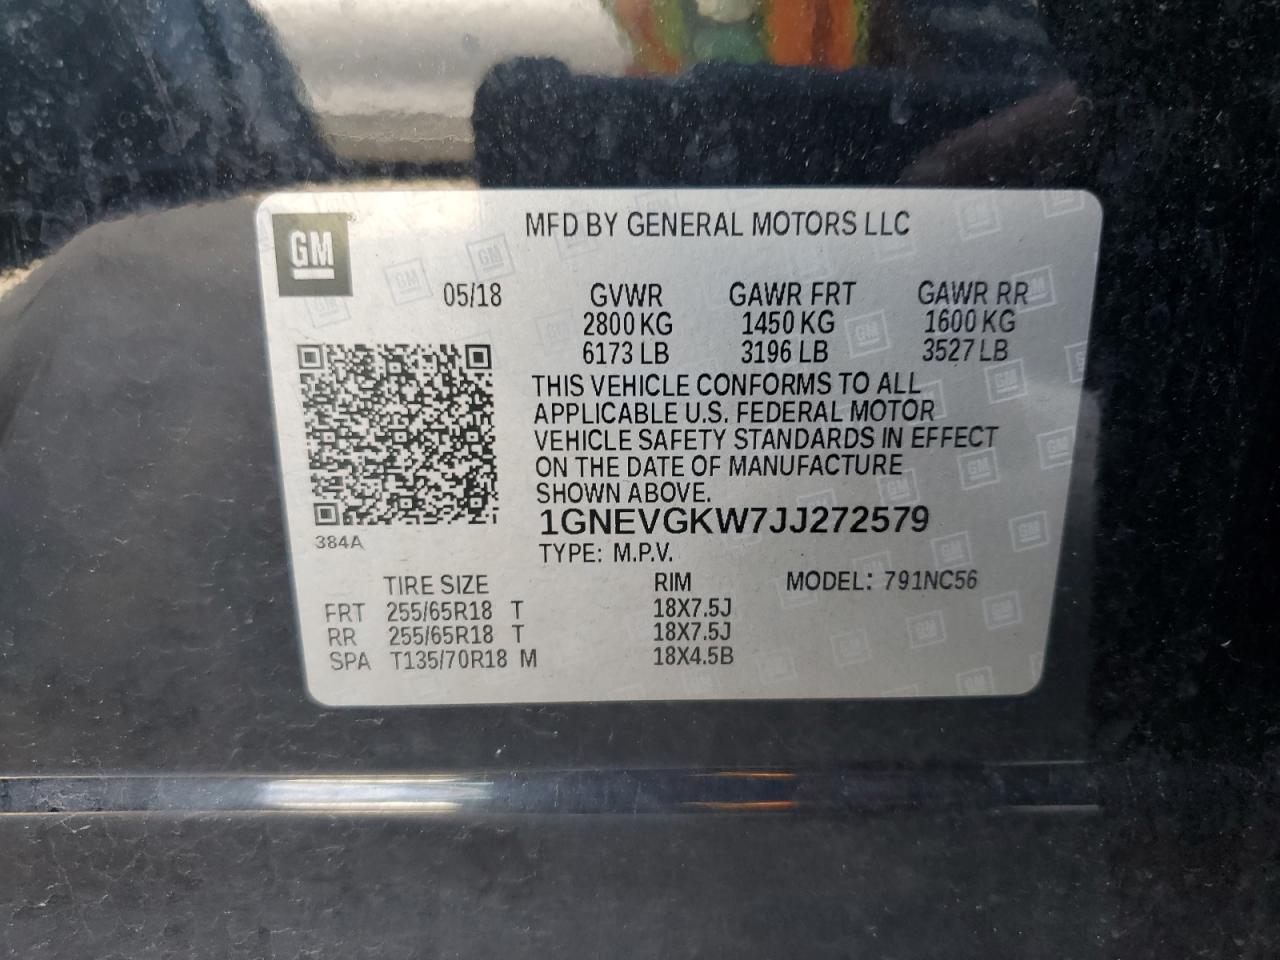 GM
MFD BY GENERAL MOTORS LLC
05/18 GVWR GAWR FRT GAWR RR
2800 KG 1450 KG 1600 KG
6173 LB 3196 LB 3527 LB
THIS VEHICLE CONFORMS TO ALL
APPLICABLE U.S. FEDERAL MOTOR
VEHICLE SAFETY STANDARDS IN EFFECT
ON THE DATE OF MANUFACTURE
SHOWN ABOVE.
1GNEVGKW7JJ272579
384A
TYPE: M.P.V.
TIRE SIZE RIM MODEL: 791NC56
FRT 255/65R18 T 18X7.5J
RR 255/65R18 T 18X7.5J
SPA T135/70R18 M 18X4.5B